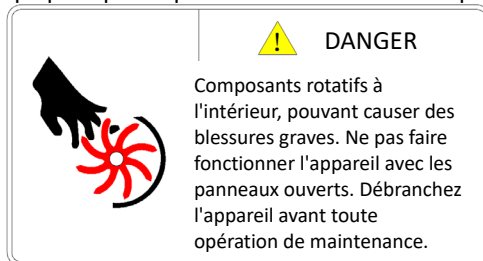 DANGER
Composants rotatifs à
l'intérieur, pouvant causer des
blessures graves. Ne pas faire
fonctionner l'appareil avec les
panneaux ouverts. Débranchez
l'appareil avant toute
opération de maintenance.